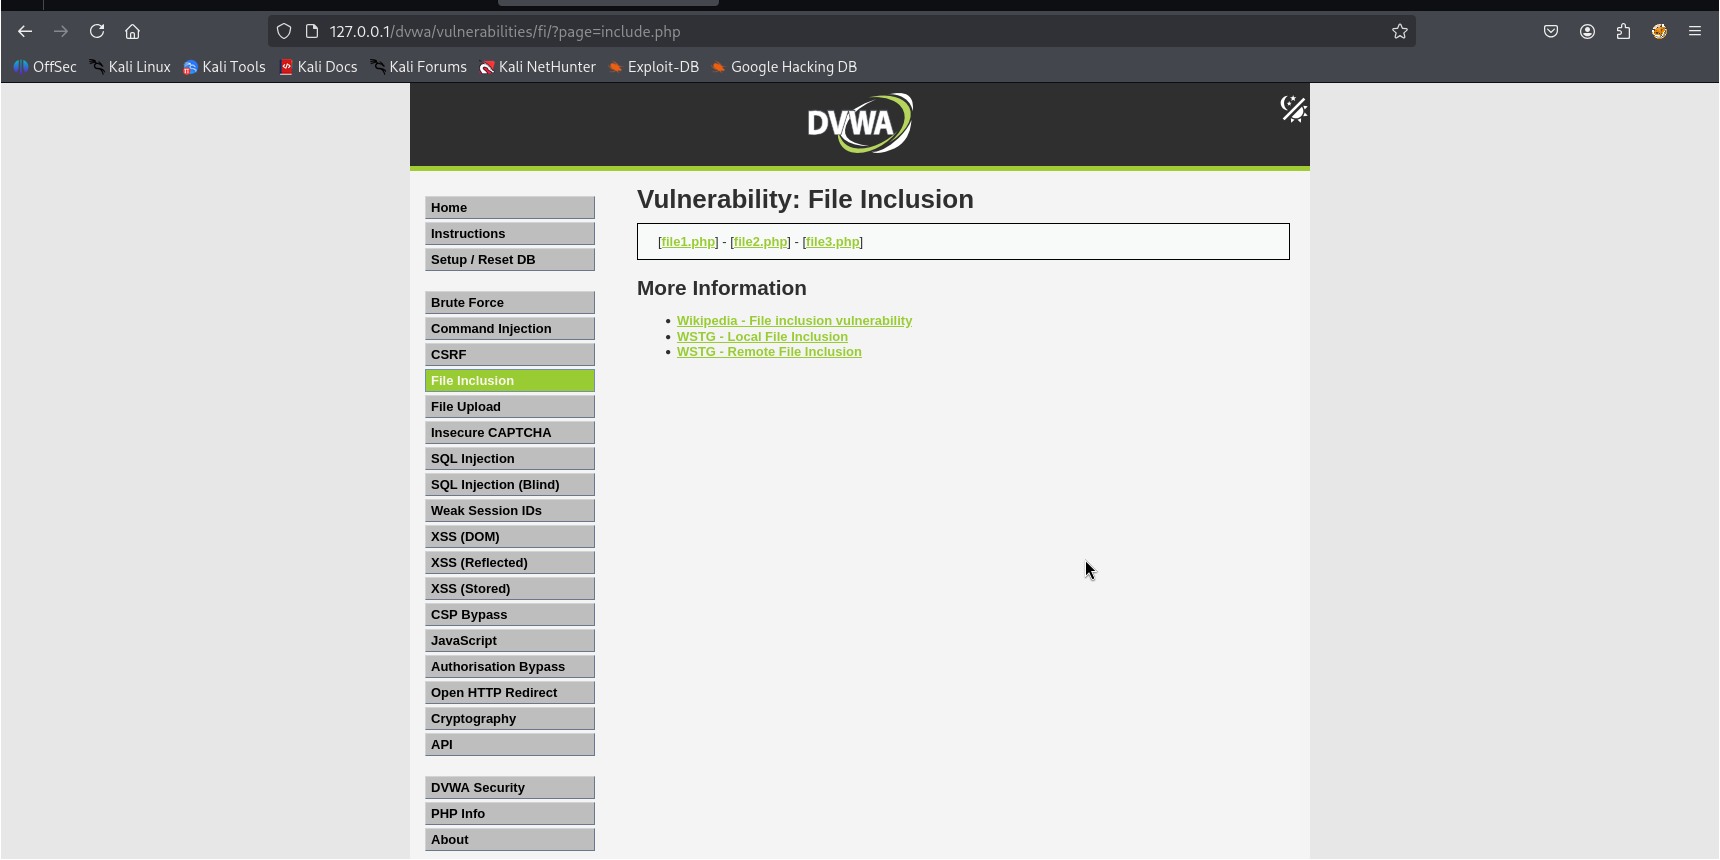 127.0.0.1/dvwa/vulnerabilities/fi/?page=include.php
OffSec Kali Linux Kali Tools Kali Docs Kali Forums Kali NetHunter Exploit-DB Google Hacking DB
DVWA
Home
Instructions
Setup / Reset DB
Brute Force
Command Injection
CSRF
File Inclusion
File Upload
Insecure CAPTCHA
SQL Injection
SQL Injection (Blind)
Weak Session IDs
XSS (DOM)
XSS (Reflected)
XSS (Stored)
CSP Bypass
JavaScript
Authorisation Bypass
Open HTTP Redirect
Cryptography
API
DVWA Security
PHP Info
About
Vulnerability: File Inclusion
[file1.php] - [file2.php] - [file3.php]
More Information
• Wikipedia - File inclusion vulnerability
• WSTG - Local File Inclusion
• WSTG - Remote File Inclusion